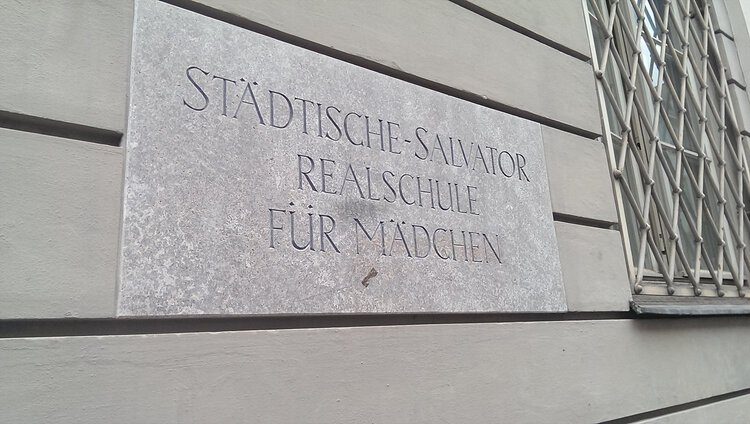 STÄDTISCHE-SALVATOR
REALSCHULE
FÜR MÄDCHEN